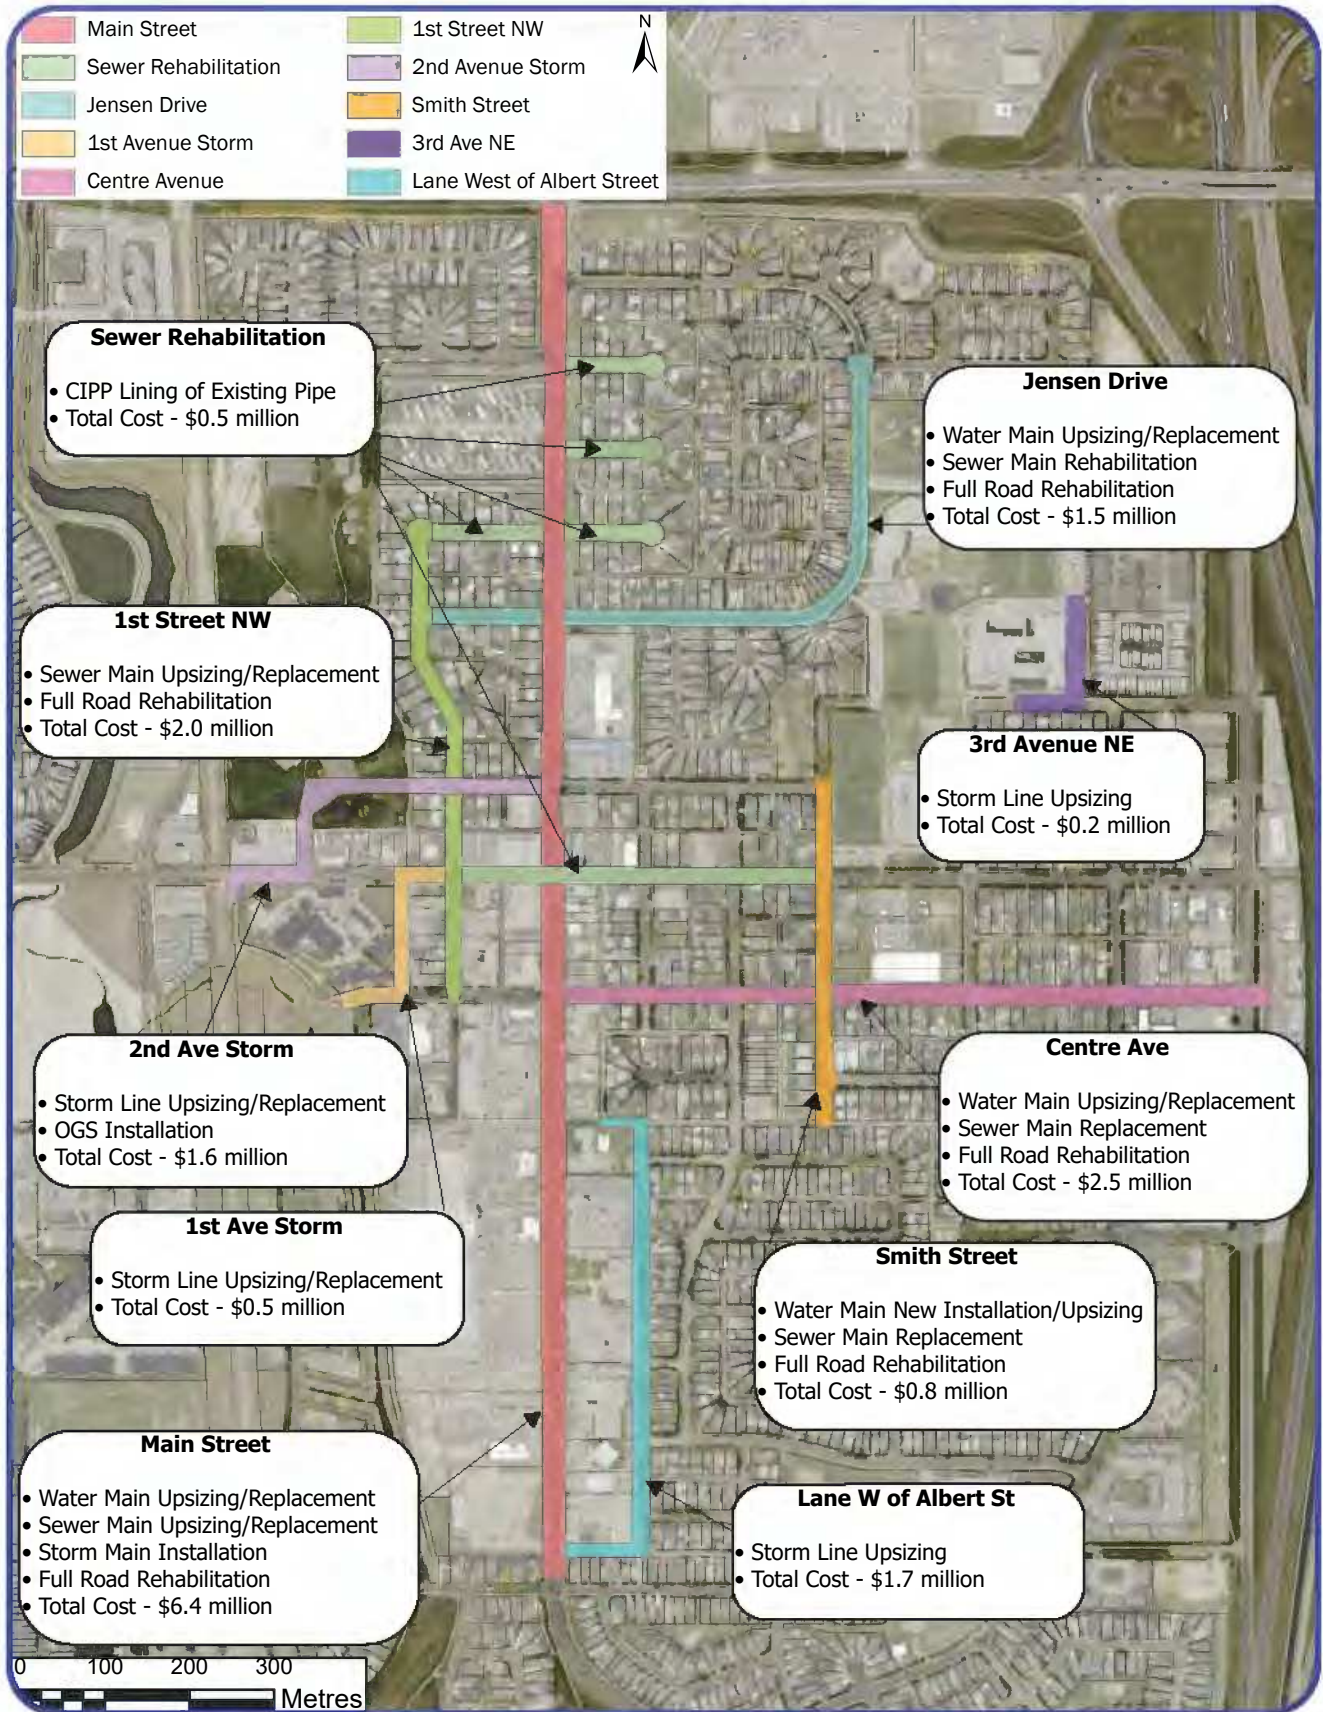 Main Street
Sewer Rehabilitation
Jensen Drive
1st Avenue Storm
Centre Avenue
1st Street NW
2nd Avenue Storm
Smith Street
3rd Ave NE
Lane West of Albert Street
N
Sewer Rehabilitation
• CIPP Lining of Existing Pipe
• Total Cost - $0.5 million
Jensen Drive
• Water Main Upsizing/Replacement
• Sewer Main Rehabilitation
• Full Road Rehabilitation
• Total Cost - $1.5 million
1st Street NW
• Sewer Main Upsizing/Replacement
• Full Road Rehabilitation
• Total Cost - $2.0 million
3rd Avenue NE
• Storm Line Upsizing
• Total Cost - $0.2 million
2nd Ave Storm
• Storm Line Upsizing/Replacement
• OGS Installation
• Total Cost - $1.6 million
Centre Ave
• Water Main Upsizing/Replacement
• Sewer Main Replacement
• Full Road Rehabilitation
• Total Cost - $2.5 million
1st Ave Storm
• Storm Line Upsizing/Replacement
• Total Cost - $0.5 million
Smith Street
• Water Main New Installation/Upsizing
• Sewer Main Replacement
• Full Road Rehabilitation
• Total Cost - $0.8 million
Main Street
• Water Main Upsizing/Replacement
• Sewer Main Upsizing/Replacement
• Storm Main Installation
• Full Road Rehabilitation
• Total Cost - $6.4 million
Lane W of Albert St
• Storm Line Upsizing
• Total Cost - $1.7 million
0 100 200 300
Metres